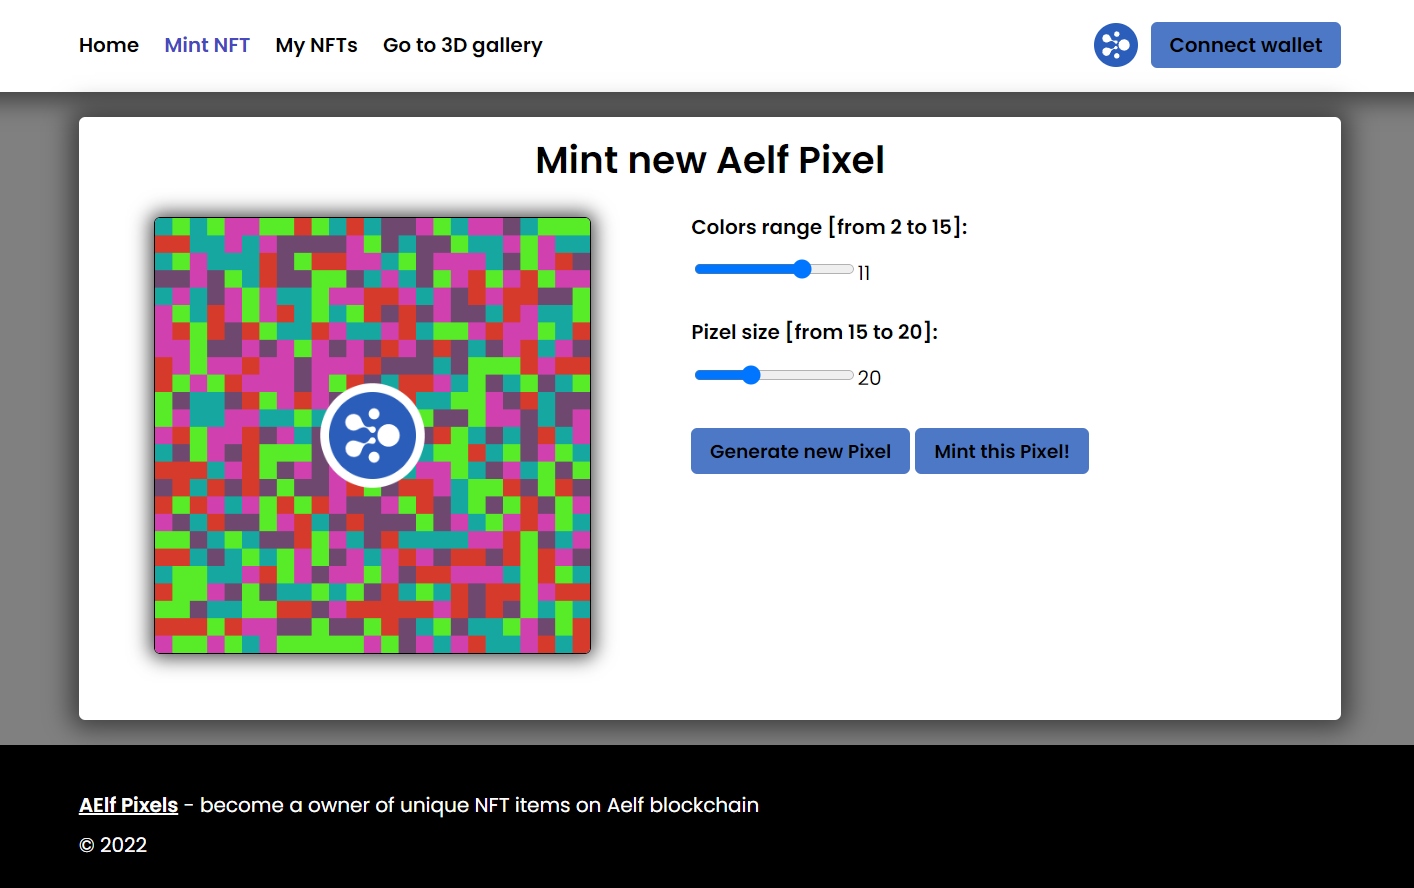 Home Mint NFT My NFTs Go to 3D gallery Connect wallet
Mint new Aelf Pixel
Colors range [from 2 to 15]:
11
Pizel size [from 15 to 20]:
20
Generate new Pixel Mint this Pixel!
AElf Pixels - become a owner of unique NFT items on Aelf blockchain
© 2022